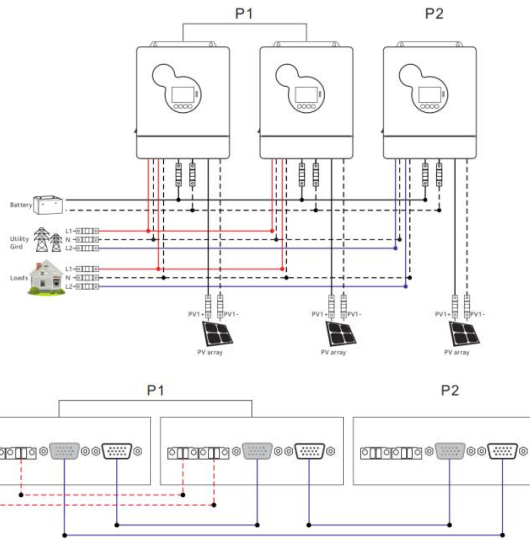 P1 P2
Battery
Utility
Gird
L1
N
L2
Loads
L1
N
L2
PV1+ PV1- PV1+ PV1- PV1+ PV1-
PV array PV array PV array
P1 P2